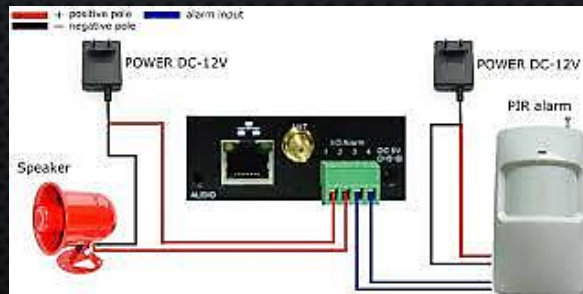 + positive pole
alarm input
− negative pole
POWER DC-12V
POWER DC-12V
PIR alarm
ANT
I/O Alarm
DC 5V
1 2 3 4
Speaker
AUDIO